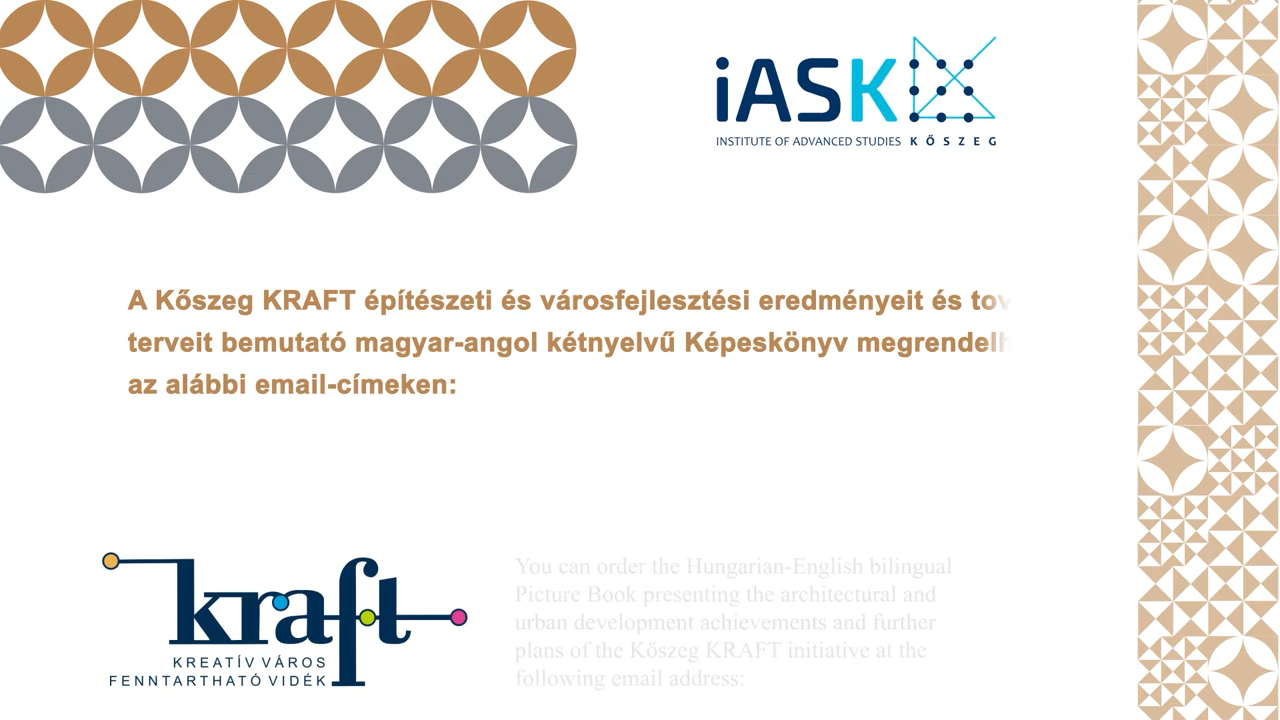 iASK
INSTITUTE OF ADVANCED STUDIES KŐSZEG
A Kőszeg KRAFT építészeti és városfejlesztési eredményeit és
terveit bemutató magyar-angol kétnyelvű Képeskönyv
az alábbi email-címeken:
kraft
KREATÍV VÁROS
FENNTARTHATÓ VIDÉK
You can order the Hungarian-English bilingual
Picture Book presenting the architectural and
urban development achievements and further
plans of the Kőszeg KRAFT initiative at the
following email address: